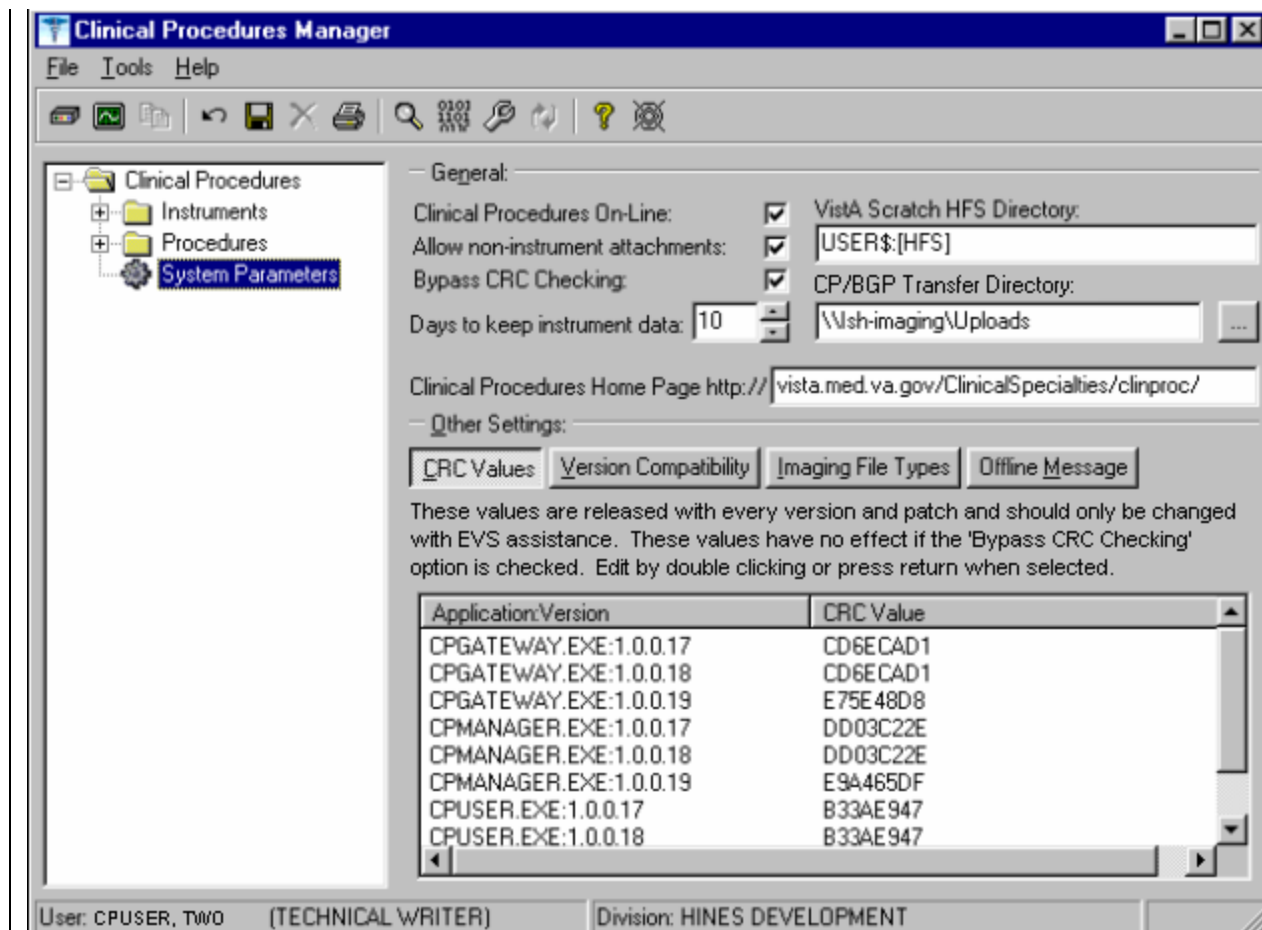 Clinical Procedures Manager
File Tools Help
Clinical Procedures
Instruments
Procedures
System Parameters
General:
Clinical Procedures On-Line:
Allow non-instrument attachments:
Bypass CRC Checking:
Days to keep instrument data: 10
VistA Scratch HFS Directory:
USER$:[HFS]
CP/BGP Transfer Directory:
\\Ish-imaging\Uploads
...
Clinical Procedures Home Page http:// vista.med.va.gov/ClinicalSpecialties/clinproc/
Other Settings:
CRC Values Version Compatibility Imaging File Types Offline Message
These values are released with every version and patch and should only be changed
with EVS assistance. These values have no effect if the 'Bypass CRC Checking'
option is checked. Edit by double clicking or press return when selected.
Application:Version CRC Value
CPGATEWAY.EXE:1.0.0.17 CD6ECAD1
CPGATEWAY.EXE:1.0.0.18 CD6ECAD1
CPGATEWAY.EXE:1.0.0.19 E75E48D8
CPMANAGER.EXE:1.0.0.17 DD03C22E
CPMANAGER.EXE:1.0.0.18 DD03C22E
CPMANAGER.EXE:1.0.0.19 E9A465DF
CPUSER.EXE:1.0.0.17 B33AE947
CPUSER.EXE:1.0.0.18 B33AE947
User: CPUSER, TWO (TECHNICAL WRITER) Division: HINES DEVELOPMENT